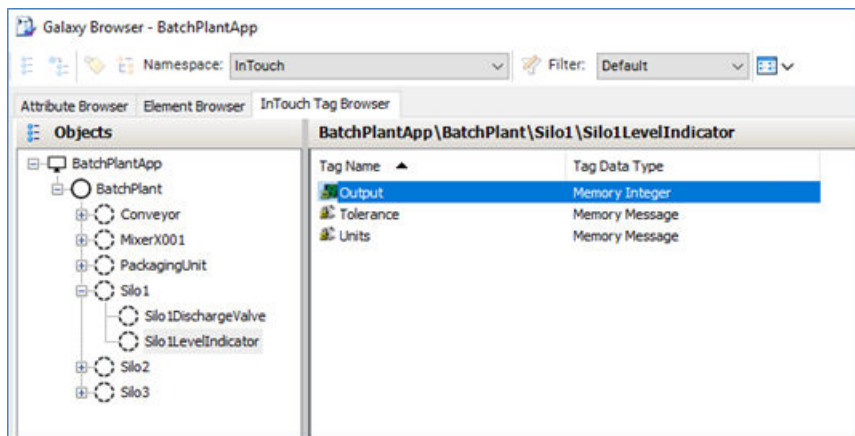 Galaxy Browser - BatchPlantApp
Namespace: InTouch Filter: Default
Attribute Browser Element Browser InTouch Tag Browser
Objects
BatchPlantApp
BatchPlant
Conveyor
MixerX001
PackagingUnit
Silo1
Silo1DischargeValve
Silo1LevelIndicator
Silo2
Silo3
BatchPlantApp\BatchPlant\Silo1\Silo1LevelIndicator
Tag Name Tag Data Type
Output Memory Integer
Tolerance Memory Message
Units Memory Message